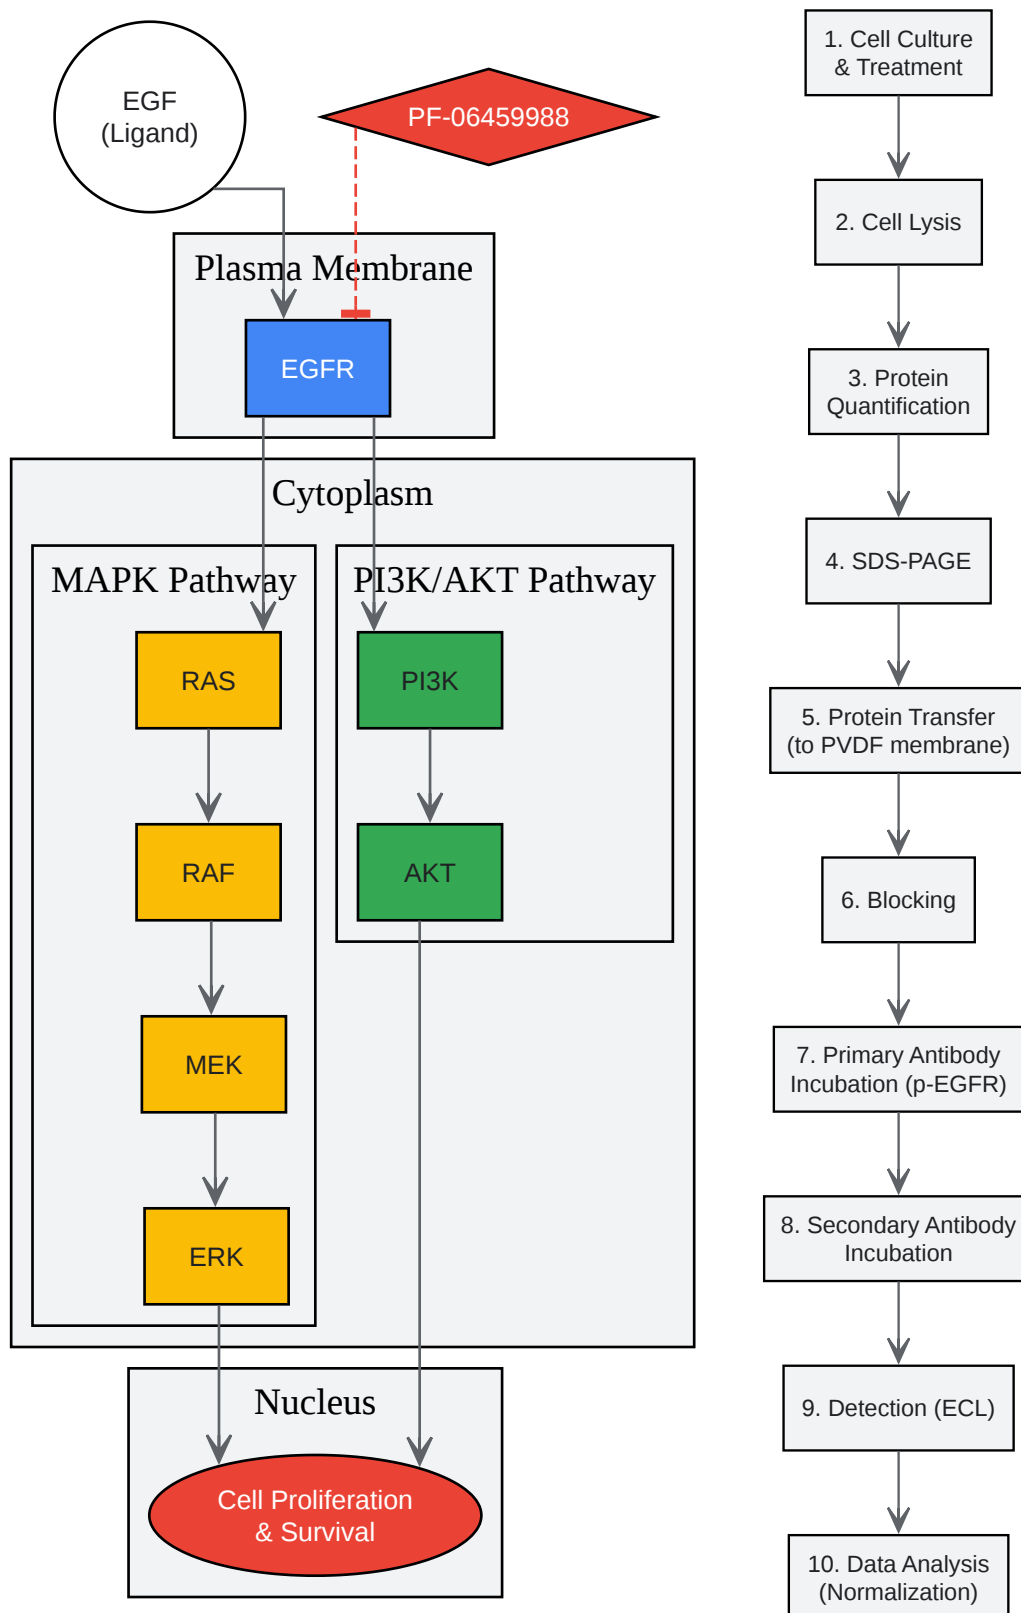 EGF
(Ligand)
PF-06459988
Plasma Membrane
EGFR
Cytoplasm
MAPK Pathway
PI3K/AKT Pathway
RAS
PI3K
RAF
AKT
MEK
ERK
Nucleus
Cell Proliferation
& Survival
1. Cell Culture
& Treatment
2. Cell Lysis
3. Protein
Quantification
4. SDS-PAGE
5. Protein Transfer
(to PVDF membrane)
6. Blocking
7. Primary Antibody
Incubation (p-EGFR)
8. Secondary Antibody
Incubation
9. Detection (ECL)
10. Data Analysis
(Normalization)